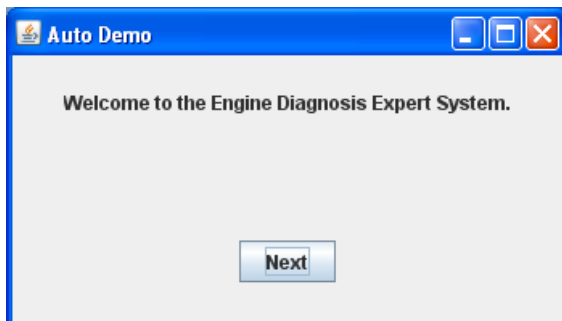 Auto Demo
Welcome to the Engine Diagnosis Expert System.
Next